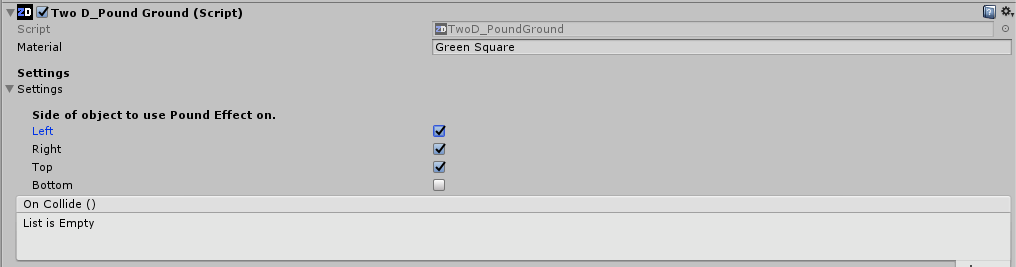 2D Two D_Pound Ground (Script)
Script 2D TwoD_PoundGround
Material Green Square
Settings
Settings
Side of object to use Pound Effect on.
Left
Right
Top
Bottom
On Collide ()
List is Empty